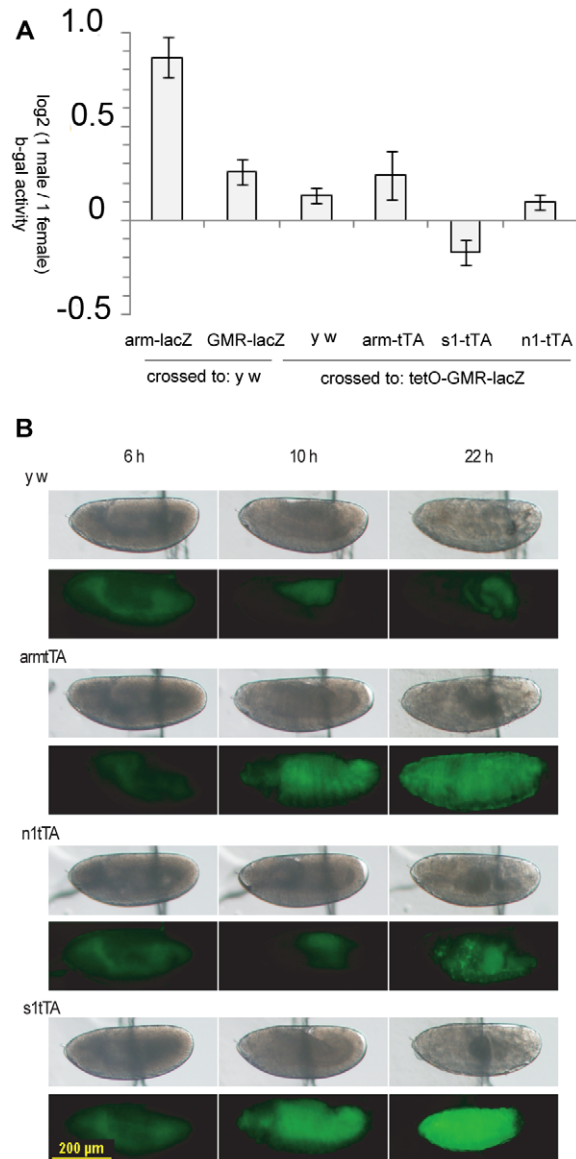 A
1.0
0.5
0
-0.5
log2 (1 male / 1 female)
b-gal activity
arm-lacZ GMR-lacZ y w arm-tTA s1-tTA n1-tTA
crossed to: y w crossed to: tetO-GMR-lacZ
B
6 h 10 h 22 h
y w
armtTA
n1tTA
s1tTA
200 µm